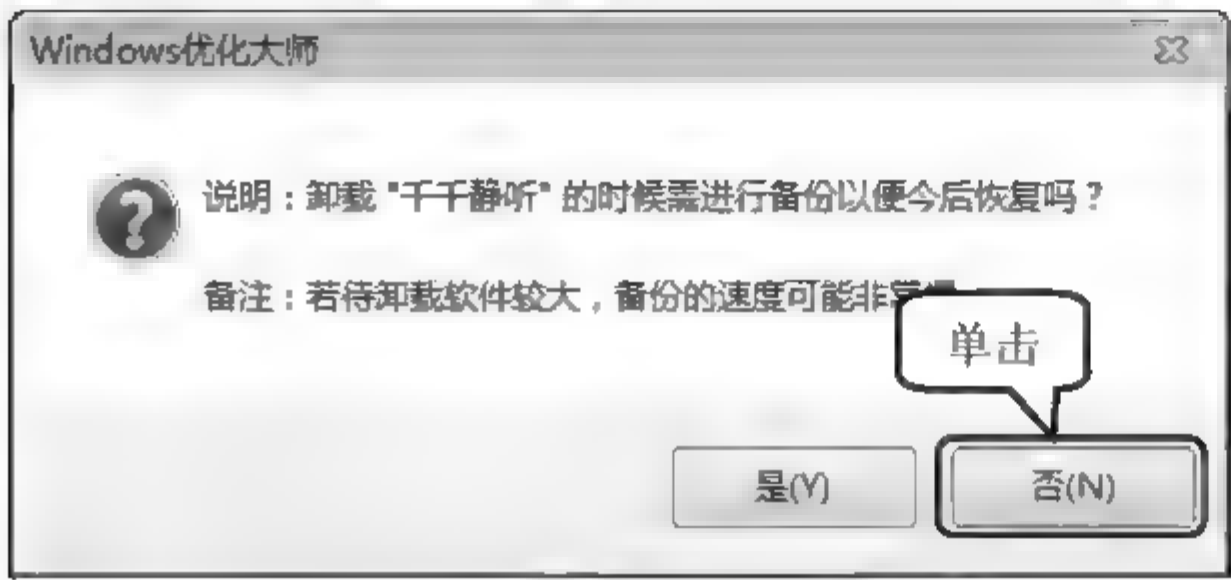 Windows优化大师
说明：卸载 "千千静听" 的时候需进行备份以便今后恢复吗？
备注：若待卸载软件较大，备份的速度可能非常
单击
是(Y)
否(N)